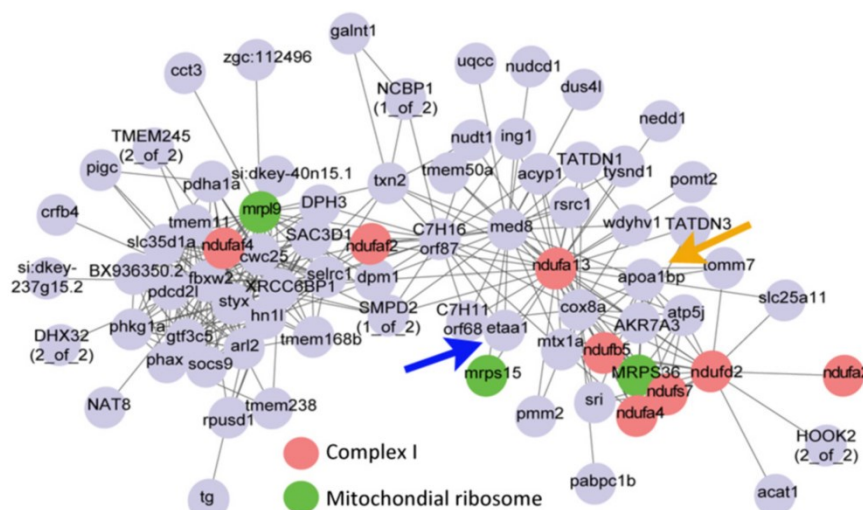 galnt1
zgc:112496
cct3
uqcc
nudcd1
NCBP1
(1_of_2)
dus4l
TMEM245
(2_of_2)
nudt1
ing1
nedd1
pigc
si:dkey-40n15.1
txn2
tmem50a
TATDN1
pdha1a
acyp1
tysnd1
pomt2
crfb4
tmem11
mrpl9
DPH3
rsrc1
C7H16
orf87
wdyhv1
TATDN3
slc35d1a
ndufaf4
SAC3D1
ndufaf2
med8
cwc25
si:dkey-
237g15.2
BX936350.2
fbxw2
selrc1
dpm1
ndufa13
apoa1bp
tomm7
pdcd2l
styx
XRCC6BP1
SMPD2
(1_of_2)
C7H11
orf68
cox8a
slc25a11
hn1l
DHX32
(2_of_2)
phkg1a
gtf3c5
tmem168b
etaa1
AKR7A3
atp5j
arl2
mtx1a
phax
socs9
mrps15
ndufb5
MRPS36
ndufd2
NAT8
tmem238
sri
ndufs7
rpusd1
pmm2
ndufa4
HOOK2
(2_of_2)
Complex I
pabpc1b
acat1
tg
Mitochondial ribosome